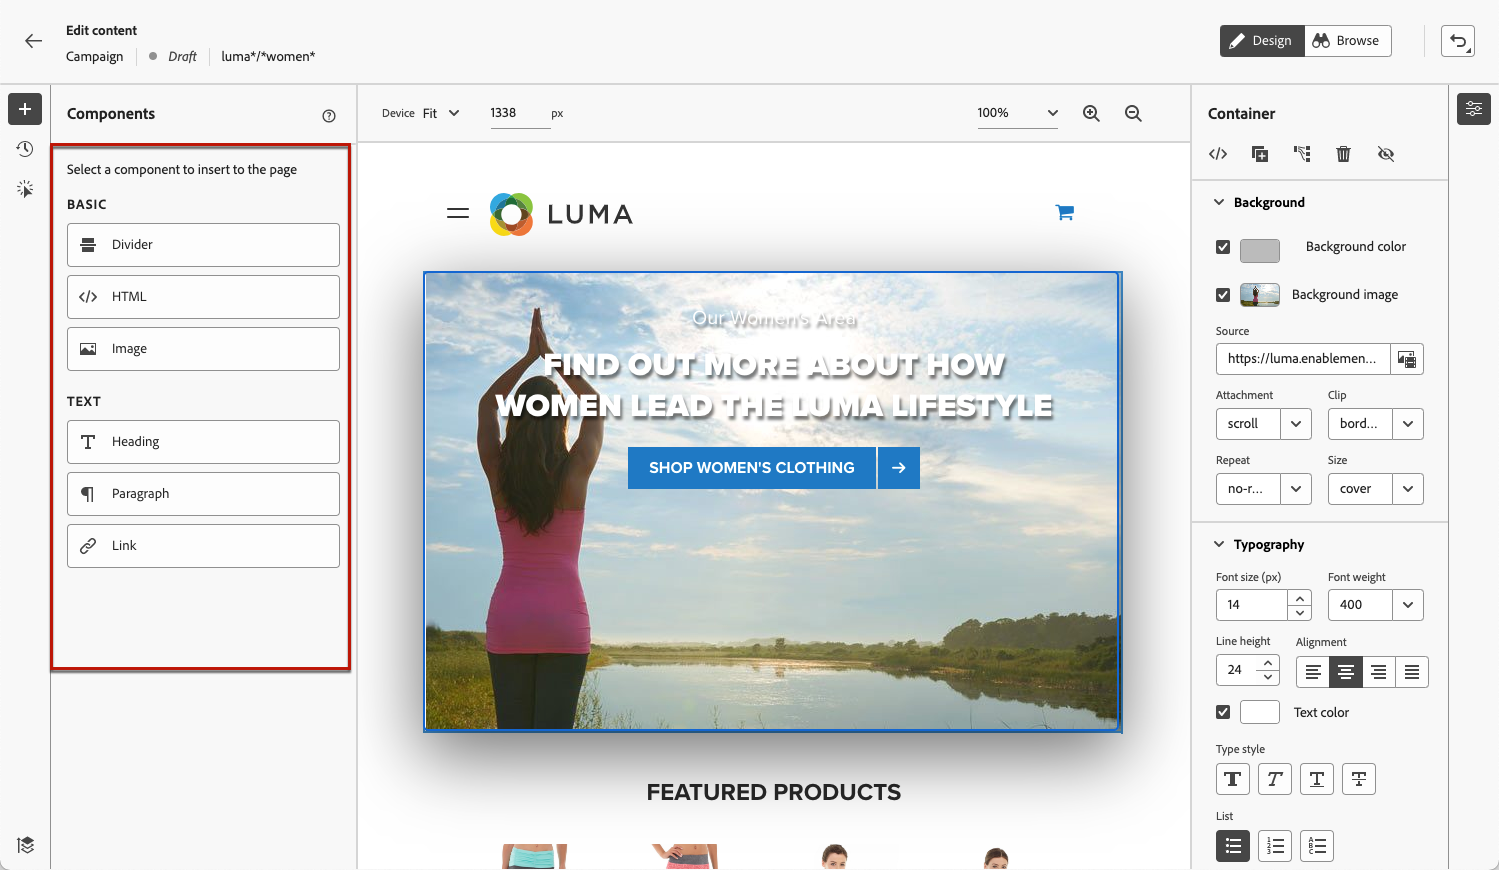 Edit content
Campaign
Draft
luma*/*women*
Design
Browse
Components
Select a component to insert to the page
BASIC
Divider
HTML
Image
TEXT
Heading
Paragraph
Link
Device
Fit
1338
px
100%
LUMA
Our Women's Area
FIND OUT MORE ABOUT HOW
WOMEN LEAD THE LUMA LIFESTYLE
SHOP WOMEN'S CLOTHING
FEATURED PRODUCTS
Container
Background
Background color
Background image
Source
https://luma.enablemen...
Attachment
Clip
scroll
bord...
Repeat
Size
no-r...
cover
Typography
Font size (px)
Font weight
14
400
Line height
Alignment
24
Text color
Type style
T T T T
List